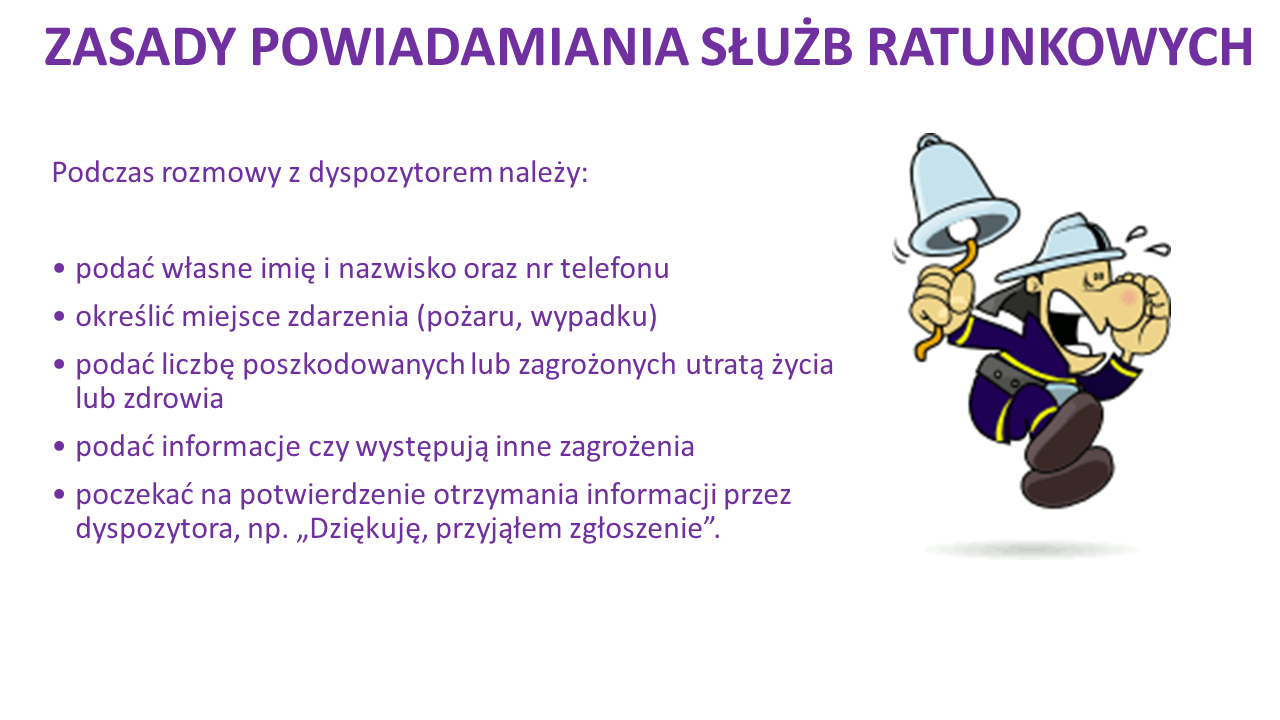 ZASADY POWIADAMIANIA SŁUŻB RATUNKOWYCH
Podczas rozmowy z dyspozytorem należy:
• podać własne imię i nazwisko oraz nr telefonu
• określić miejsce zdarzenia (pożaru, wypadku)
• podać liczbę poszkodowanych lub zagrożonych utratą życia
lub zdrowia
• podać informacje czy występują inne zagrożenia
• poczekać na potwierdzenie otrzymania informacji przez
dyspozytora, np. „Dziękuję, przyjąłem zgłoszenie”.